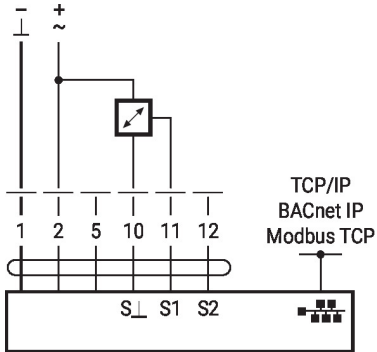 − +
⊥ ~
TCP/IP
BACnet IP
Modbus TCP
1 2 5 10 11 12
S⊥ S1 S2